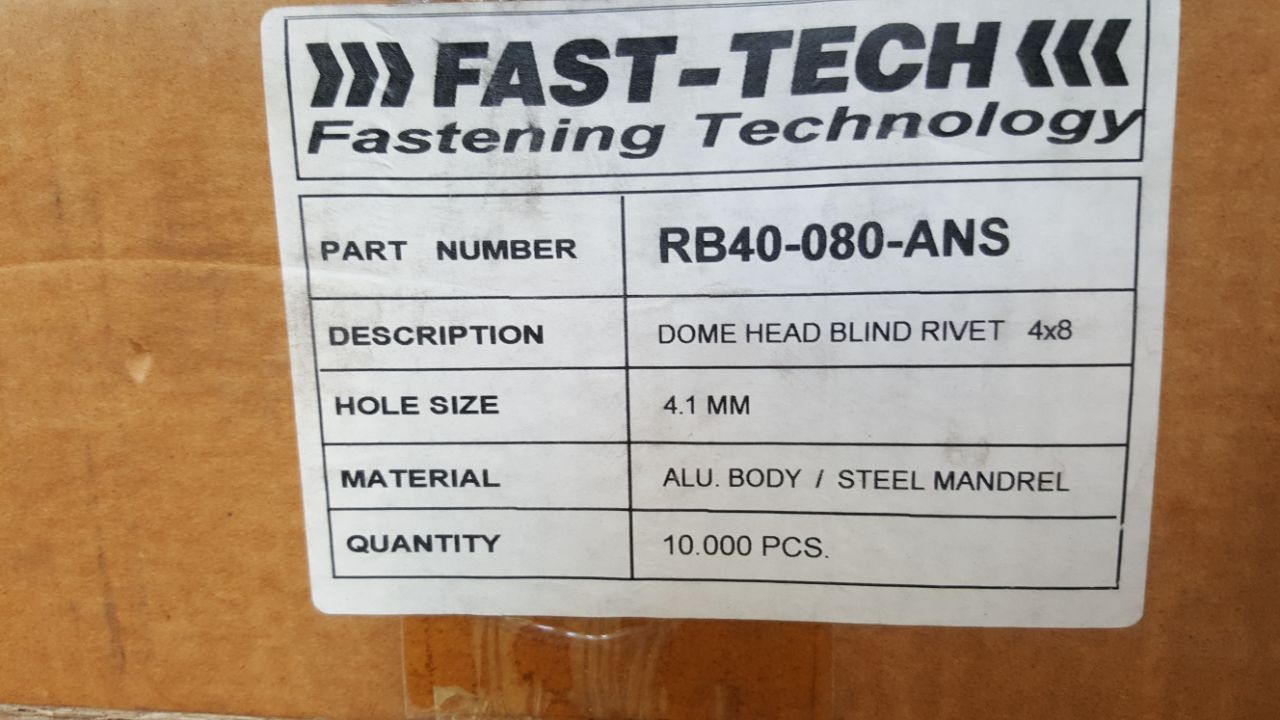 FAST-TECH
Fastening Technology
PART NUMBER RB40-080-ANS
DESCRIPTION DOME HEAD BLIND RIVET 4x8
HOLE SIZE 4.1 MM
MATERIAL ALU. BODY / STEEL MANDREL
QUANTITY 10.000 PCS.